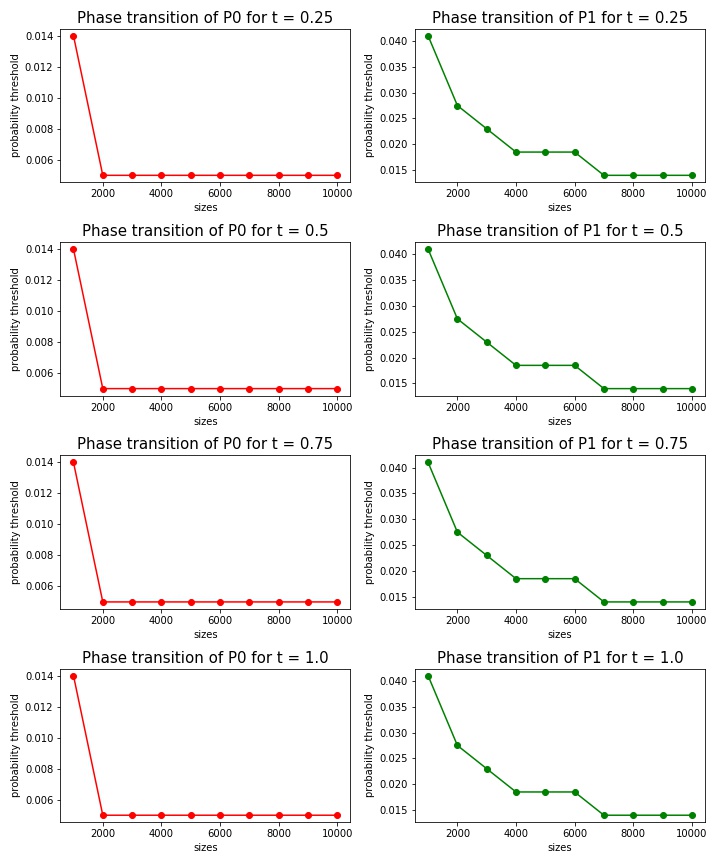 Phase transition of P0 for t = 0.25
0.014
0.012
0.010
0.008
0.006
probability threshold
2000 4000 6000 8000 10000
sizes
Phase transition of P1 for t = 0.25
0.040
0.035
0.030
0.025
0.020
0.015
probability threshold
2000 4000 6000 8000 10000
sizes
Phase transition of P0 for t = 0.5
0.014
0.012
0.010
0.008
0.006
probability threshold
2000 4000 6000 8000 10000
sizes
Phase transition of P1 for t = 0.5
0.040
0.035
0.030
0.025
0.020
0.015
probability threshold
2000 4000 6000 8000 10000
sizes
Phase transition of P0 for t = 0.75
0.014
0.012
0.010
0.008
0.006
probability threshold
2000 4000 6000 8000 10000
sizes
Phase transition of P1 for t = 0.75
0.040
0.035
0.030
0.025
0.020
0.015
probability threshold
2000 4000 6000 8000 10000
sizes
Phase transition of P0 for t = 1.0
0.014
0.012
0.010
0.008
0.006
probability threshold
2000 4000 6000 8000 10000
sizes
Phase transition of P1 for t = 1.0
0.040
0.035
0.030
0.025
0.020
0.015
probability threshold
2000 4000 6000 8000 10000
sizes